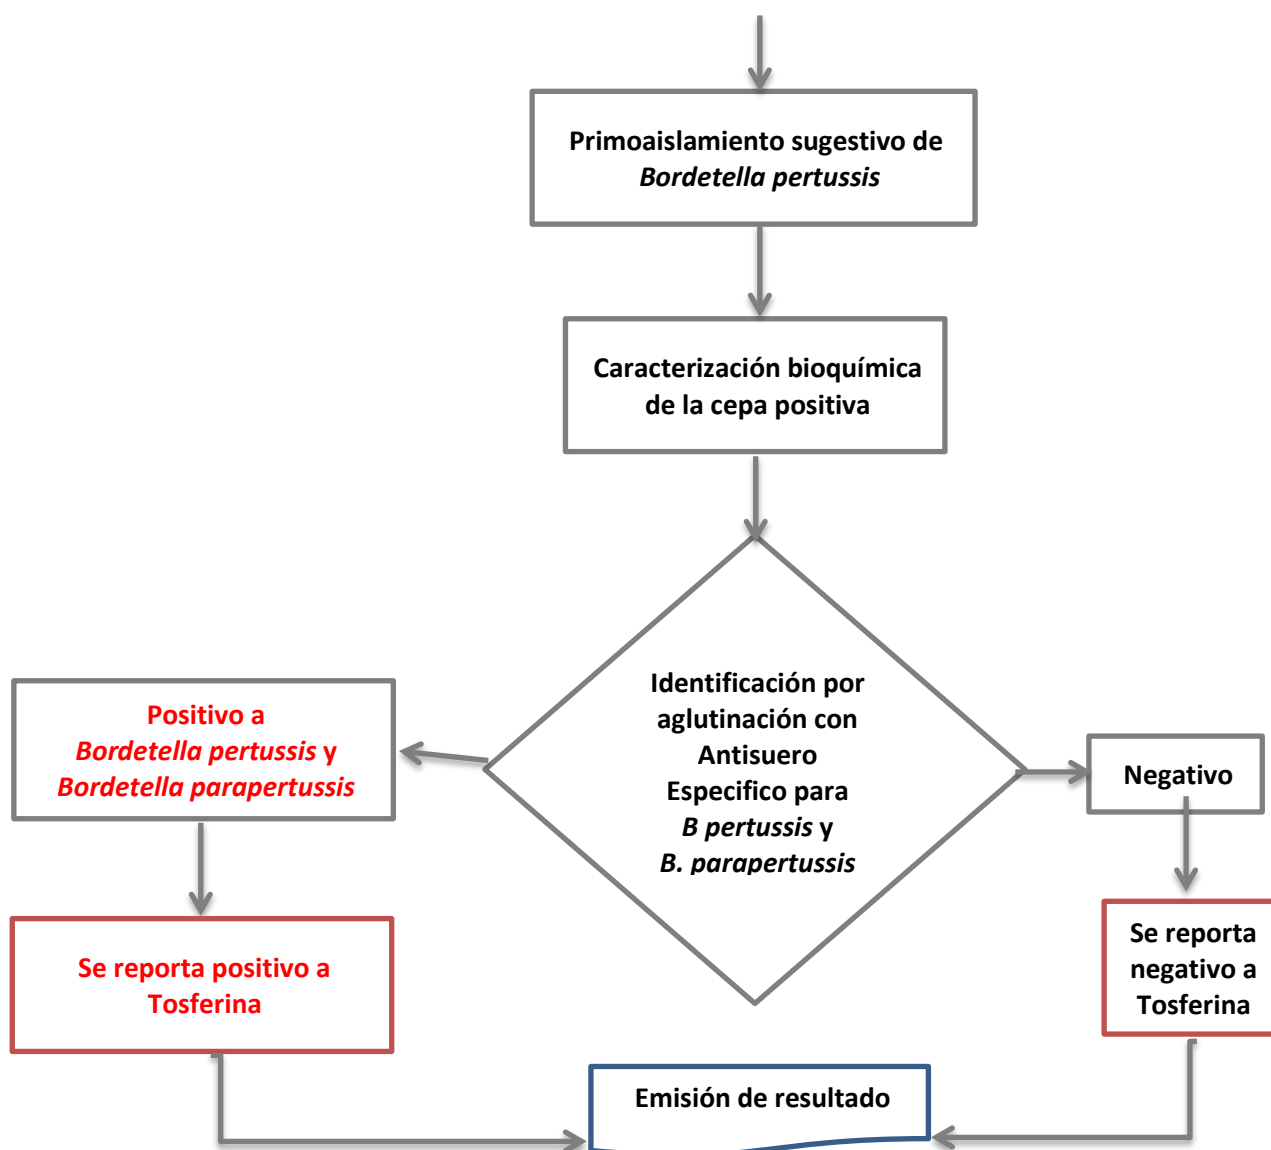 Primoaislamiento sugestivo de
Bordetella pertussis
Caracterización bioquímica
de la cepa positiva
Identificación por
aglutinación con
Antisuero
Especifico para
B pertussis y
B. parapertussis
Positivo a
Bordetella pertussis y
Bordetella parapertussis
Negativo
Se reporta positivo a
Tosferina
Se reporta
negativo a
Tosferina
Emisión de resultado